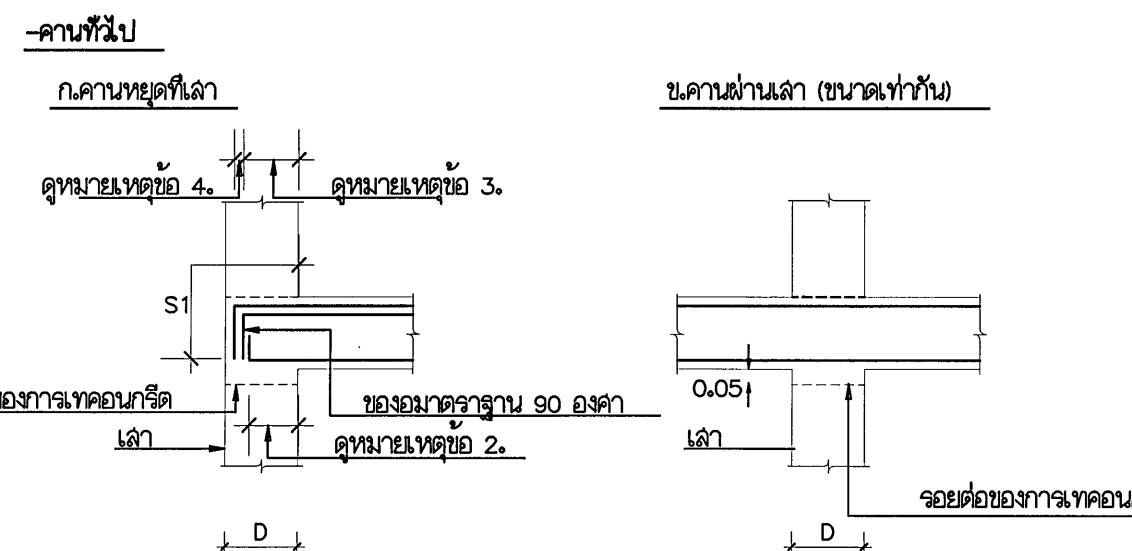 -คานทั่วไป
ก.คานหยุดที่เสา
ข.คานผ่านเสา (ขนาดเท่ากัน)
ดูหมายเหตุข้อ 4.
ดูหมายเหตุข้อ 3.
S1
ของการเทคอนกรีต
ของอมาตราฐาน 90 องศา
0.05
เสา
ดูหมายเหตุข้อ 2.
เสา
รอยต่อของการเทคอน
D
D